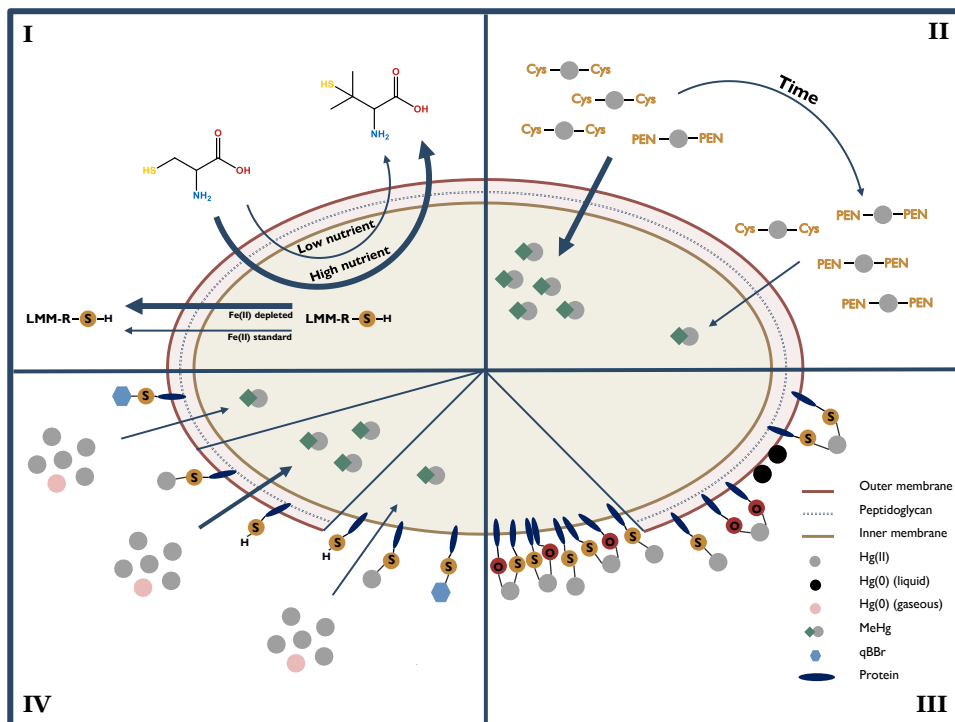 I
II
HS
O
OH
NH₂
HS
O
OH
NH₂
Low nutrient
High nutrient
LMM-R-S-H
Fe(II) depleted
Fe(II) standard
LMM-R-S-H
Cys Cys
Cys Cys
Cys Cys
PEN PEN
Time
Cys Cys
PEN PEN
PEN PEN
PEN PEN
S
S
S
H
S
H
S
S
O
S
S
O
S
S
O
S
S
O
O
S
S
Outer membrane
Peptidoglycan
Inner membrane
Hg(II)
Hg(0) (liquid)
Hg(0) (gaseous)
MeHg
qBBr
Protein
IV
III